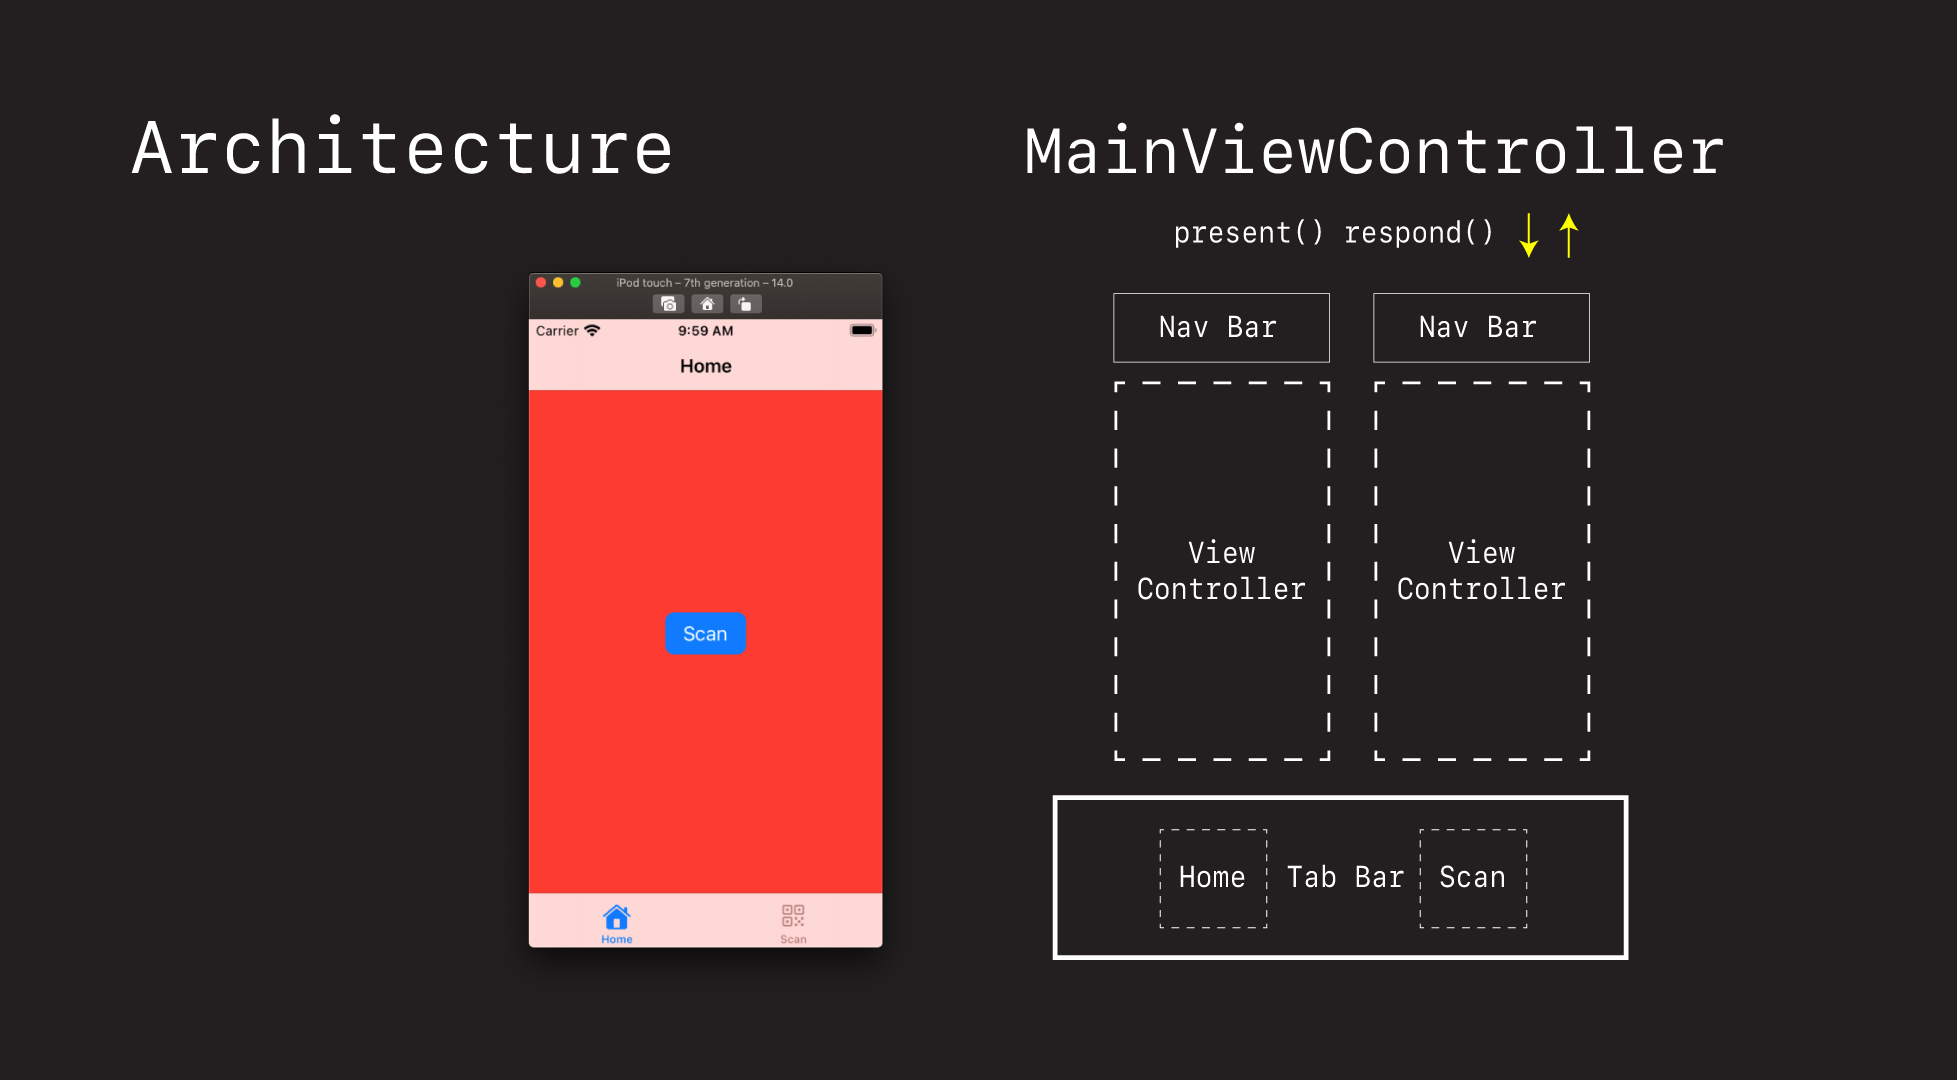 Architecture
MainViewController
present() respond()
iPod touch – 7th generation – 14.0
Carrier
9:59 AM
Home
Scan
Home
Scan
Nav Bar
Nav Bar
View
Controller
View
Controller
Home
Tab Bar
Scan